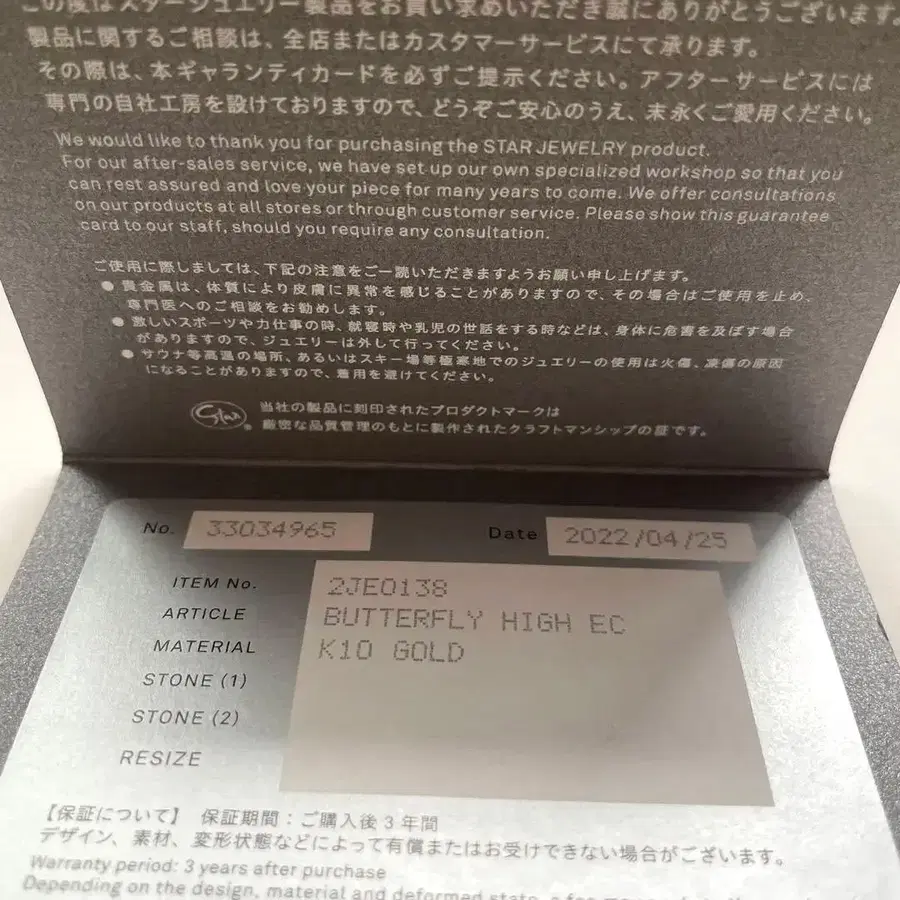 この度はスタージュエリー製品をお買い求めいただき誠にありがとうございます。
製品に関するご相談は、全店またはカスタマーサービスにて承ります。
その際は、本ギャランティカードを必ずご提示ください。アフターサービスには
専門の自社工房を設けておりますので、どうぞご安心のうえ、末永くご愛用ください。
We would like to thank you for purchasing the STAR JEWELRY product.
For our after-sales service, we have set up our own specialized workshop so that you
can rest assured and love your piece for many years to come. We offer consultations
on our products at all stores or through customer service. Please show this guarantee
card to our staff, should you require any consultation.
ご使用に際しましては、下記の注意をご一読いただきますようお願い申し上げます。
● 貴金属は、体質により皮膚に異常を感じることがありますので、その場合はご使用を止め、
専門医へのご相談をお勧めします。
● 激しいスポーツや力仕事の時、就寝時や乳児の世話をする時などは、身体に危害を及ぼす場合
がありますので、ジュエリーは外して行ってください。
● サウナ等高温の場所、あるいはスキー場等極寒地でのジュエリーの使用は火傷、凍傷の原因
になることがありますので、着用を避けてください。
Star® 当社の製品に刻印されたプロダクトマークは
厳密な品質管理のもとに製作されたクラフトマンシップの証です。
No. 33034965 Date 2022/04/25
ITEM No. 2JE0138
ARTICLE BUTTERFLY HIGH EC
MATERIAL K10 GOLD
STONE (1)
STONE (2)
RESIZE
【保証について】 保証期間：ご購入後3年間
デザイン、素材、変形状態などによって有償またはお受けできない場合がございます。
Warranty period: 3 years after purchase
Depending on the design, material and deformed state, a fee